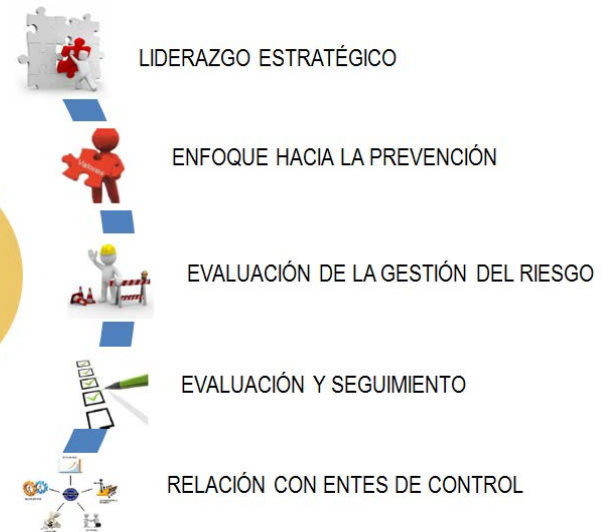 LIDERAZGO ESTRATÉGICO
Valores
ENFOQUE HACIA LA PREVENCIÓN
EVALUACIÓN DE LA GESTIÓN DEL RIESGO
EVALUACIÓN Y SEGUIMIENTO
RELACIÓN CON ENTES DE CONTROL